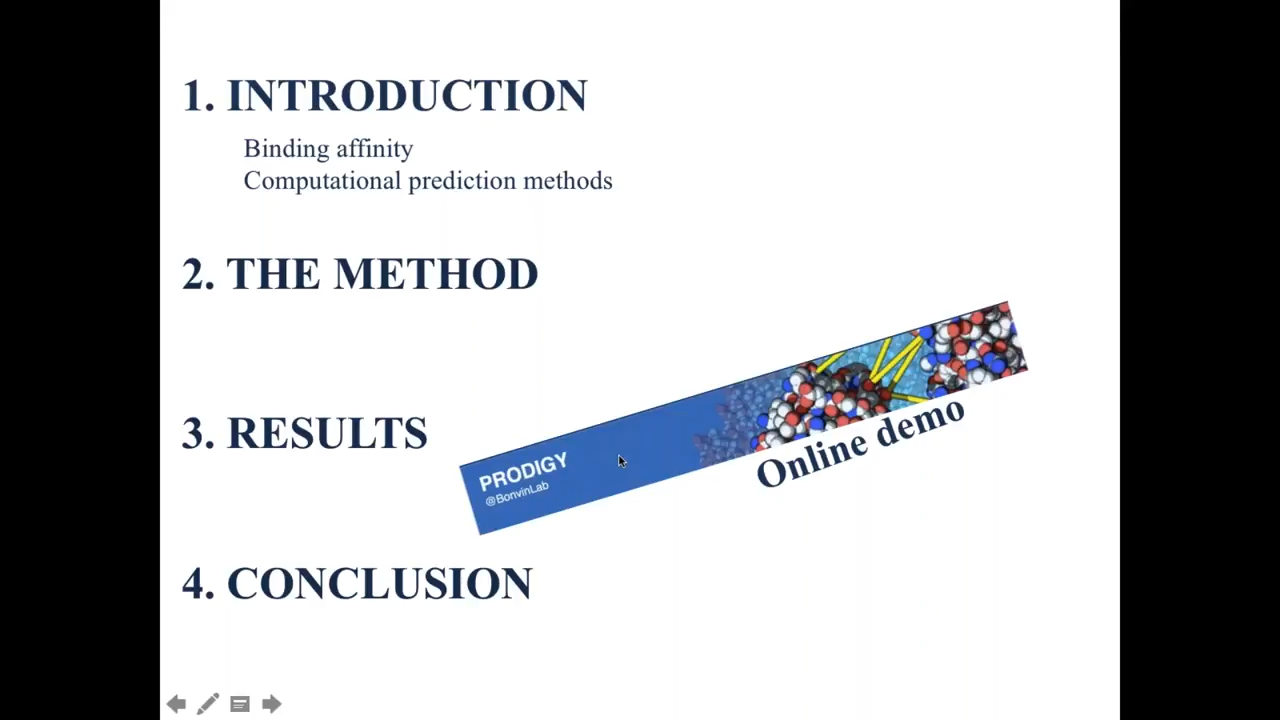 1. INTRODUCTION
Binding affinity
Computational prediction methods
2. THE METHOD
3. RESULTS
PRODIGY
@BonvinLab
Online demo
4. CONCLUSION